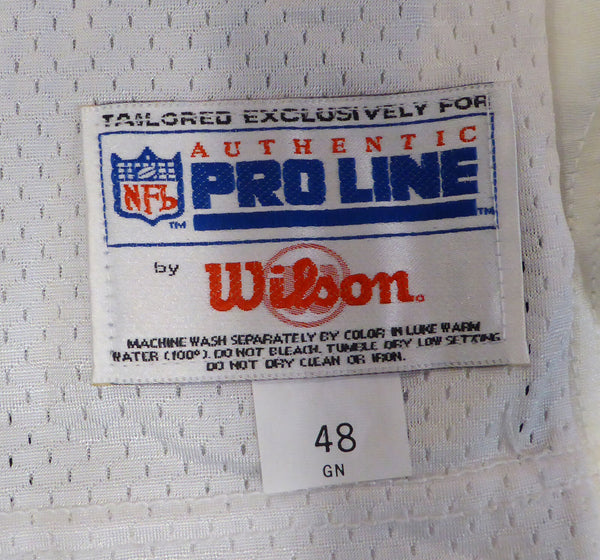 TAILORED EXCLUSIVELY FOR
AUTHENTIC
NFL PRO LINE
TM TM
by Wilson®
MACHINE WASH SEPARATELY BY COLOR IN LUKE WARM
WATER (100°). DO NOT BLEACH. TUMBLE DRY LOW SETTING
DO NOT DRY CLEAN OR IRON.
48
GN